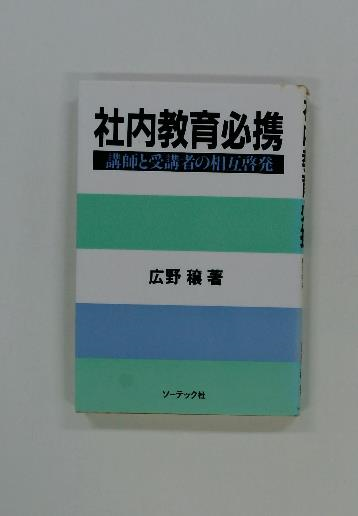 社内教育必携
講師と受講者の相互啓発
広野 穣 著
ソーテック社